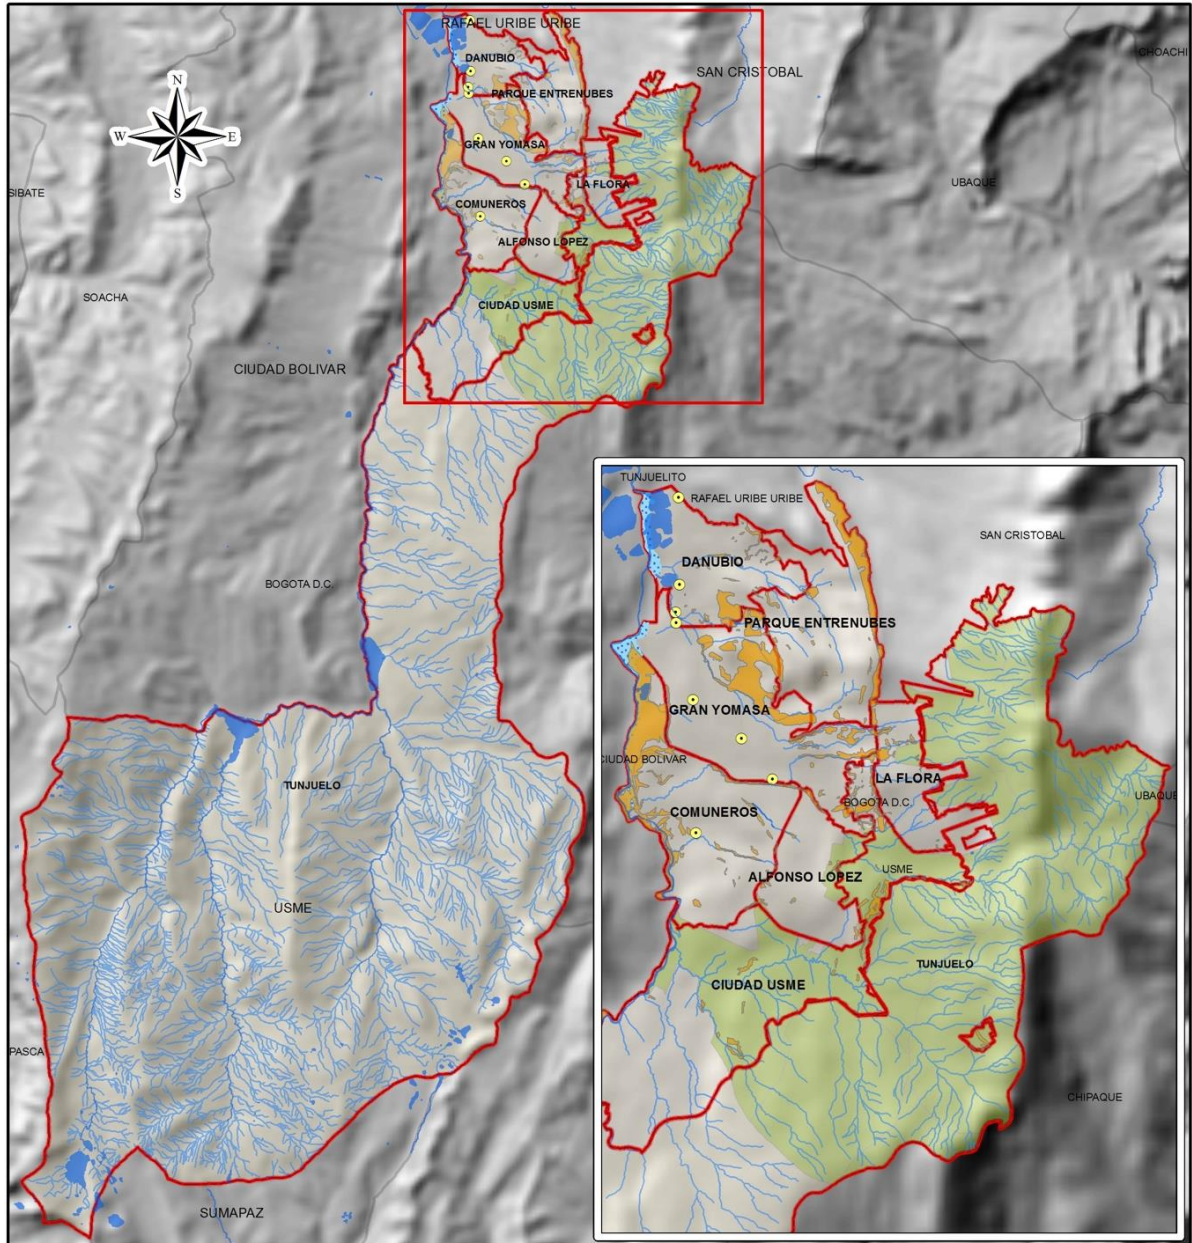 RAFAEL URIBE URIBE
CHOACHI
DANUBIO
SAN CRISTOBAL
PARQUE ENTRENUBES
N
W
E
S
GRAN YOMASA
SIBATE
LA FLORA
UBAQUE
COMUNEROS
ALFONSO LOPEZ
SOACHA
CIUDAD USME
CIUDAD BOLIVAR
BOGOTA D.C.
TUNJUELO
USME
PASCA
SUMAPAZ
TUNJUELITO
RAFAEL URIBE URIBE
SAN CRISTOBAL
DANUBIO
PARQUE ENTRENUBES
GRAN YOMASA
CIUDAD BOLIVAR
LA FLORA
UBAQUE
BOGOTA D.C.
COMUNEROS
ALFONSO LOPEZ
USME
TUNJUELO
CIUDAD USME
CHIPAQUE